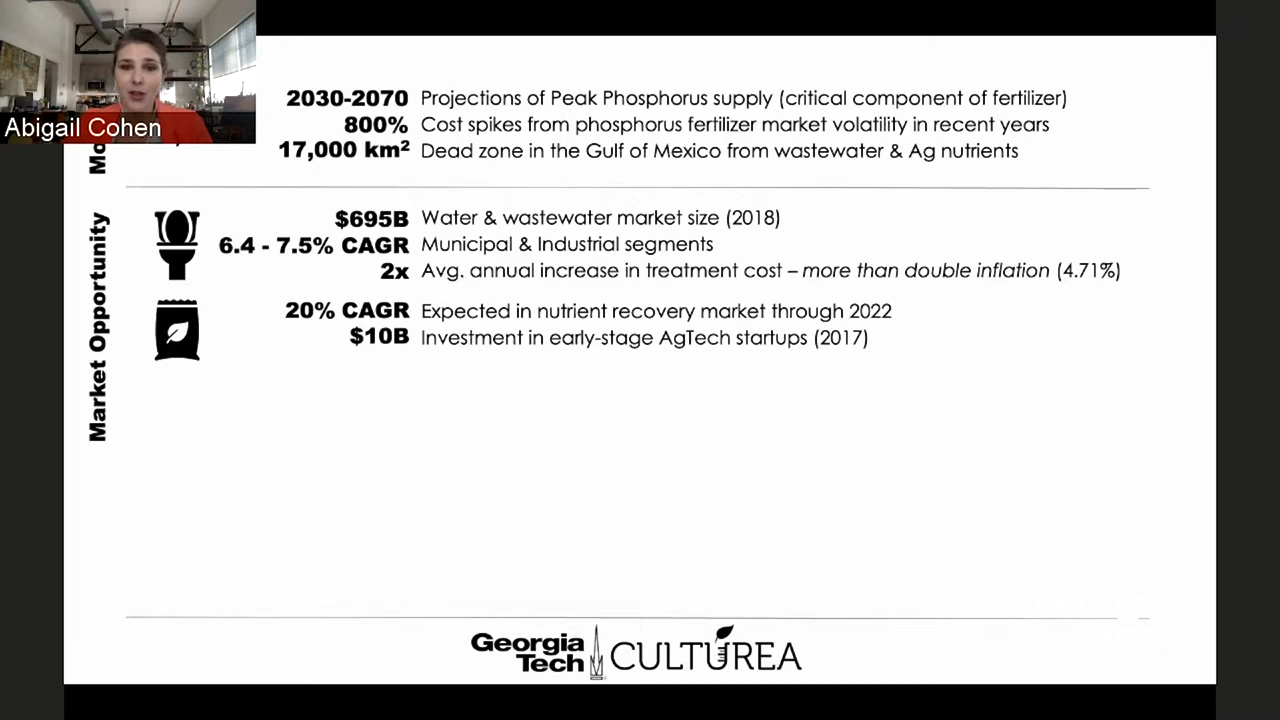 Abigail Cohen
2030-2070 Projections of Peak Phosphorus supply (critical component of fertilizer)
800% Cost spikes from phosphorus fertilizer market volatility in recent years
17,000 km² Dead zone in the Gulf of Mexico from wastewater & Ag nutrients
Market Opportunity
$695B Water & wastewater market size (2018)
6.4 - 7.5% CAGR Municipal & Industrial segments
2x Avg. annual increase in treatment cost – more than double inflation (4.71%)
20% CAGR Expected in nutrient recovery market through 2022
$10B Investment in early-stage AgTech startups (2017)
Georgia
Tech
CULTUREA